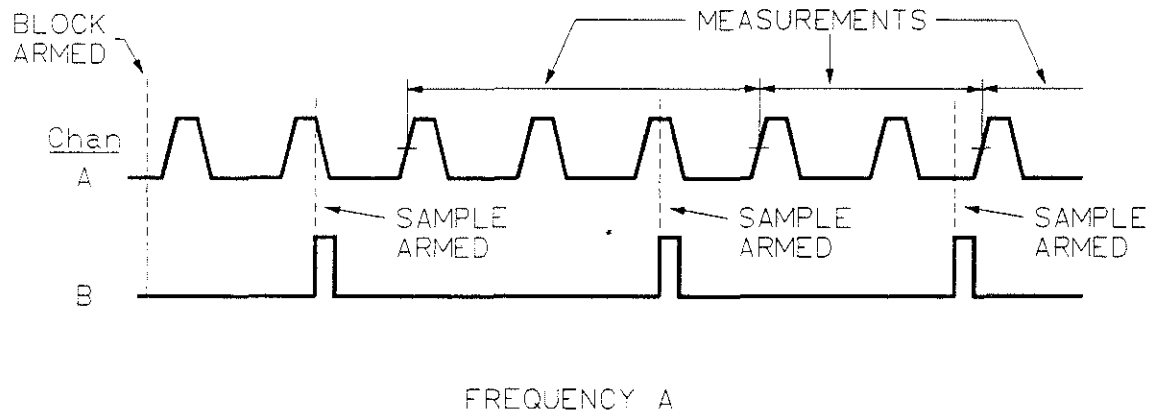 BLOCK
ARMED
MEASUREMENTS
Chan
A
SAMPLE
ARMED
SAMPLE
ARMED
SAMPLE
ARMED
B
FREQUENCY A